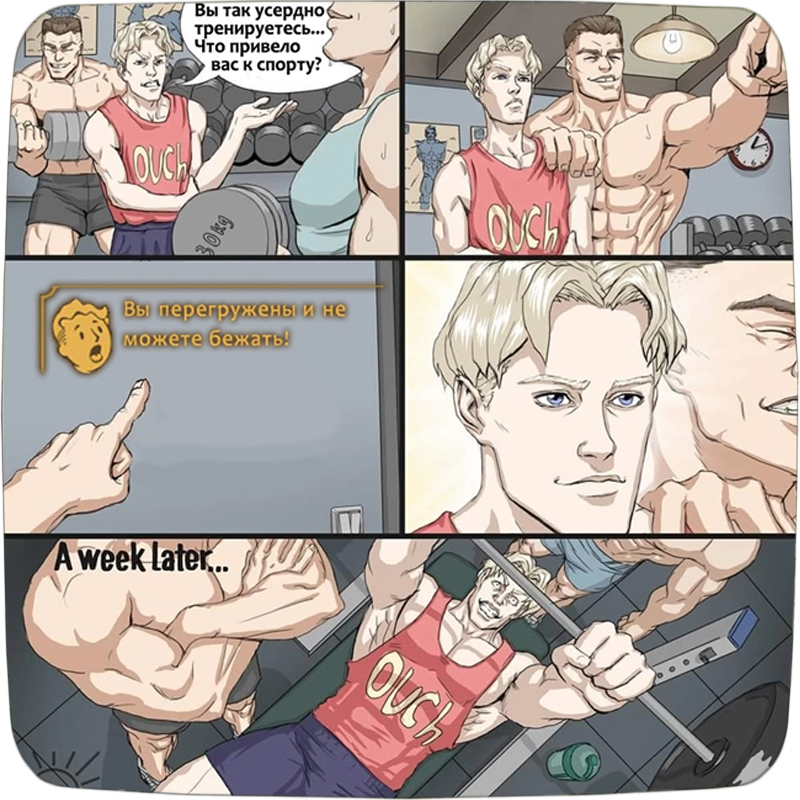 Вы так усердно
тренируетесь...
Что привело
вас к спорту?
OUCH
30kg
OUCH
Вы перегружены и не
можете бежать!
A week later...
OUCH